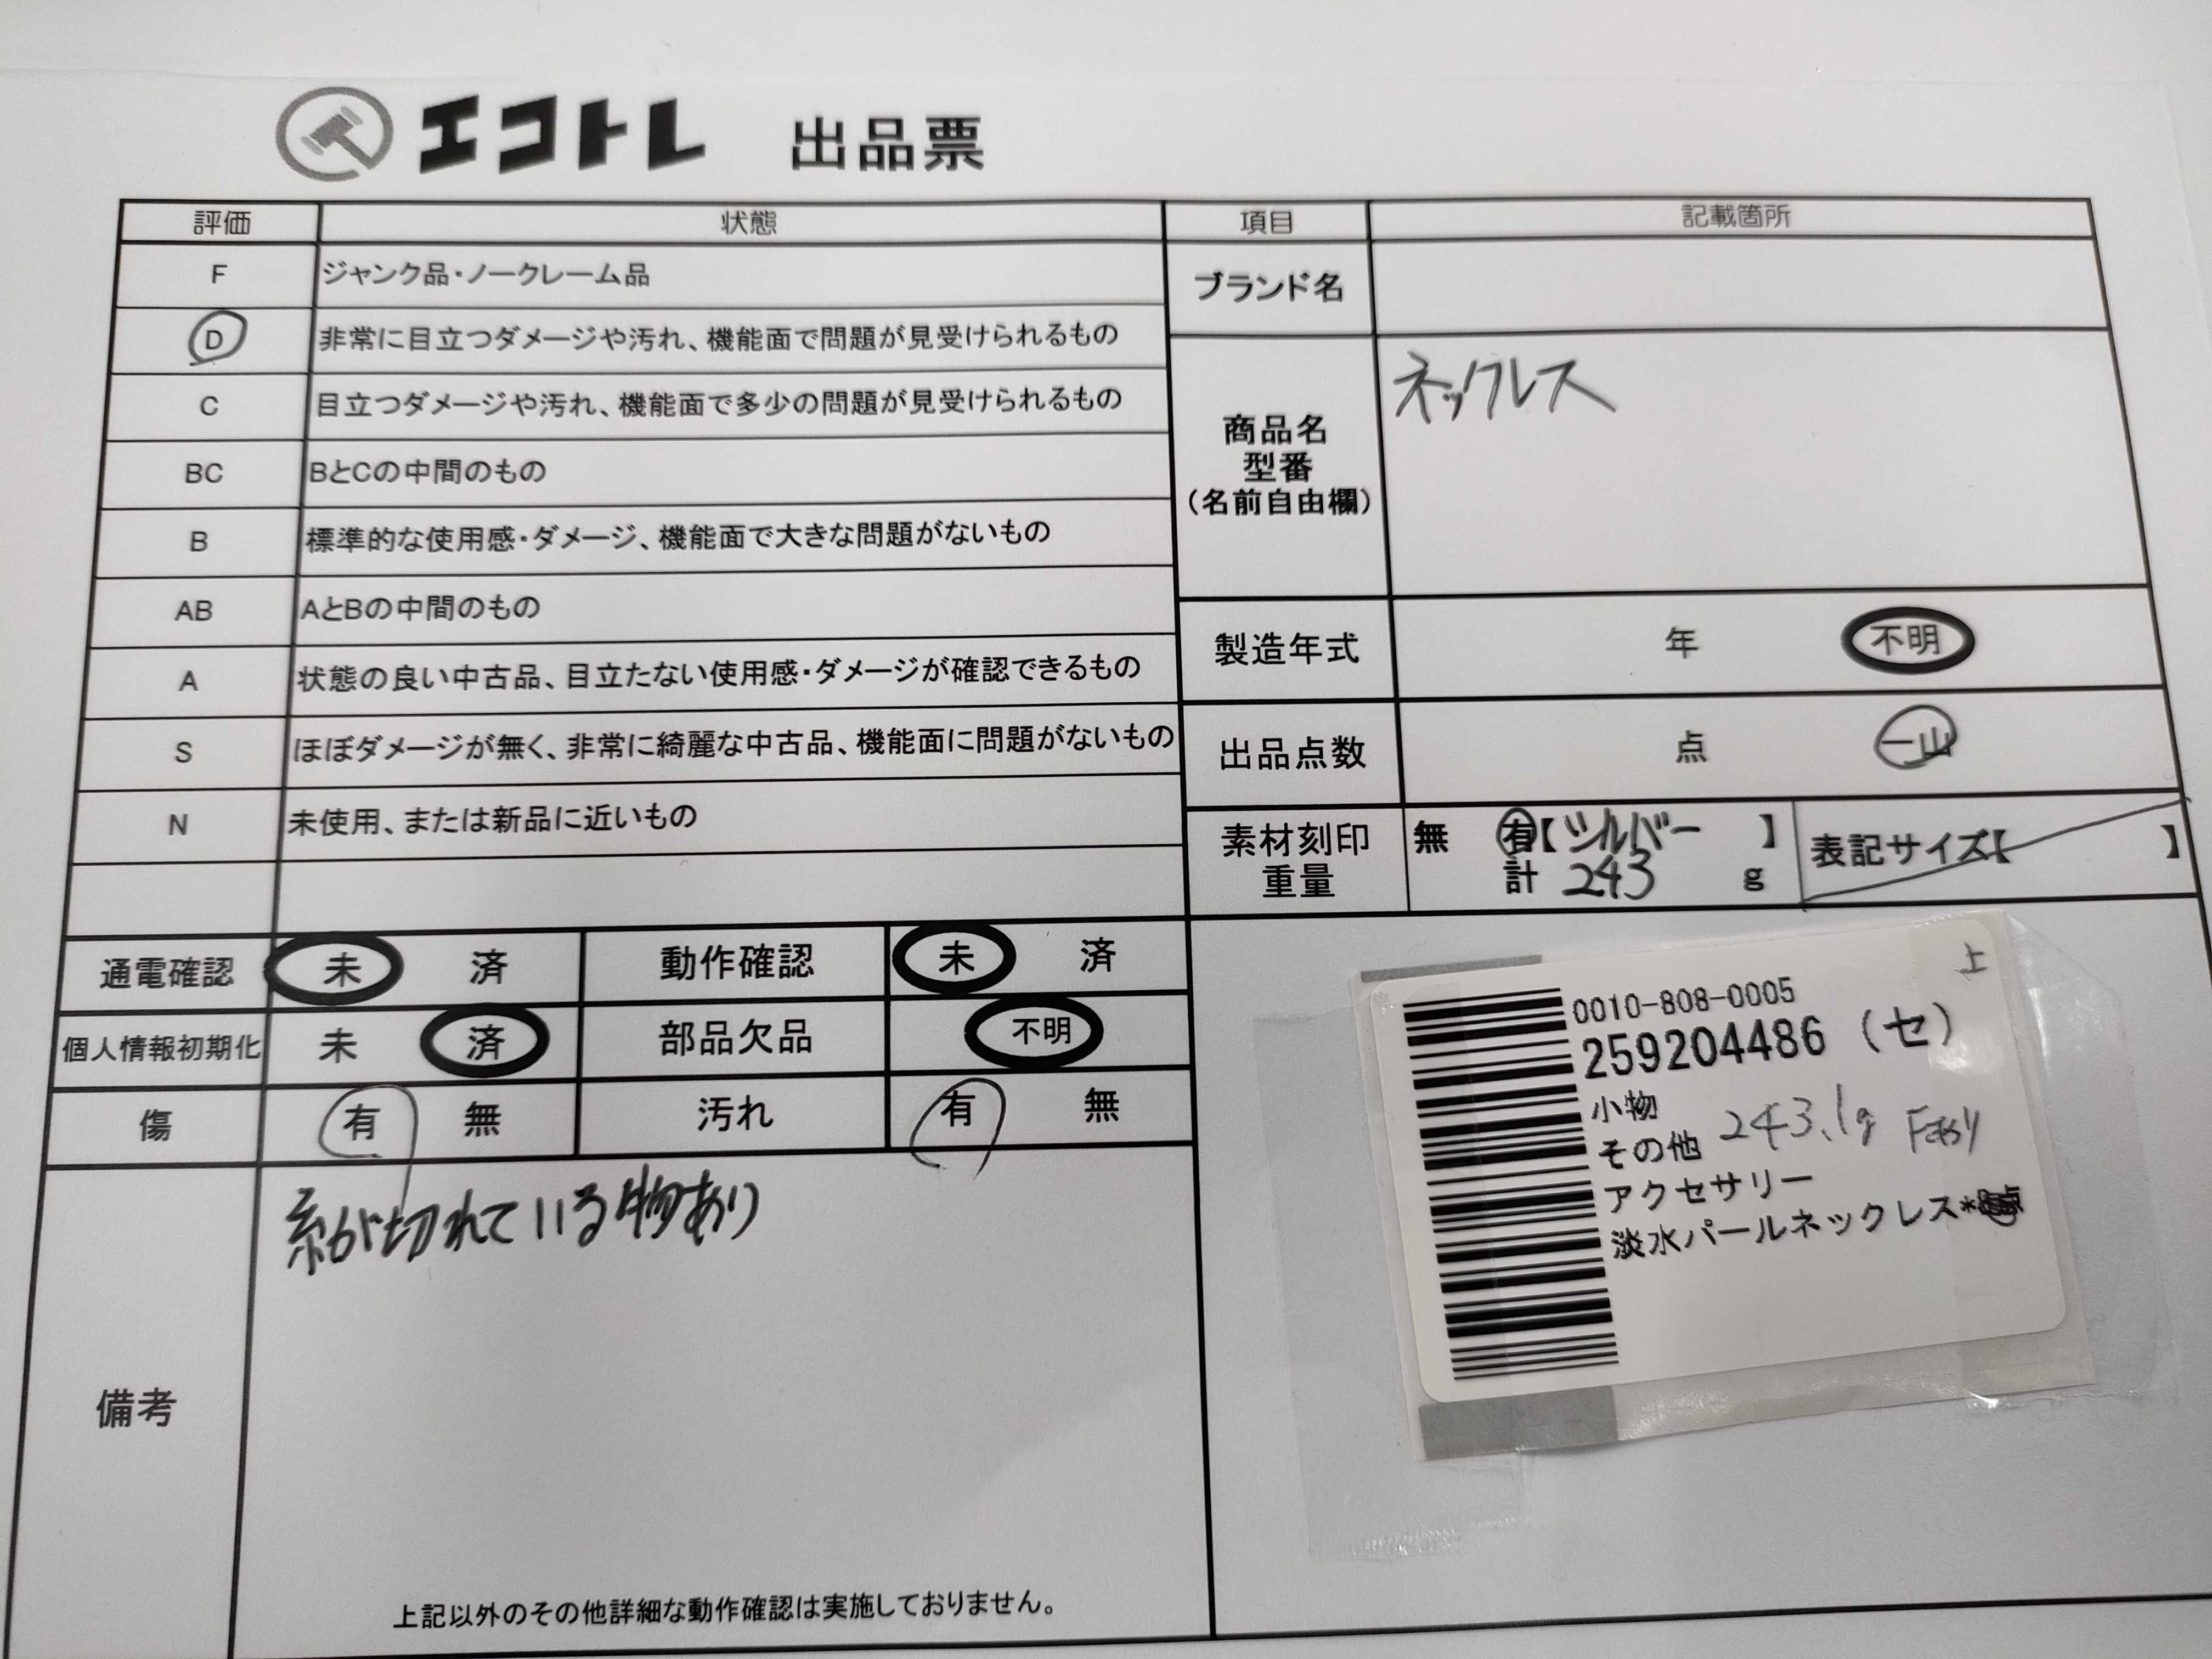 エコトレ 出品票
評価 状態
F ジャンク品・ノークレーム品
D 非常に目立つダメージや汚れ、機能面で問題が見受けられるもの
C 目立つダメージや汚れ、機能面で多少の問題が見受けられるもの
BC BとCの中間のもの
B 標準的な使用感・ダメージ、機能面で大きな問題がないもの
AB AとBの中間のもの
A 状態の良い中古品、目立たない使用感・ダメージが確認できるもの
S ほぼダメージが無く、非常に綺麗な中古品、機能面に問題がないもの
N 未使用、または新品に近いもの
通電確認 未 済 動作確認 未 済
個人情報初期化 未 済 部品欠品 不明
傷 有 無 汚れ 有 無
備考
糸が切れている物あり
上記以外のその他詳細な動作確認は実施しておりません。
項目 記載箇所
ブランド名
商品名
型番
(名前自由欄)
ネックレス
製造年式 年 不明
出品点数 点 一山
素材刻印
重量
無 有【シルバー】
計 243 g
表記サイズ【 】
上
0010-808-0005
259204486 (セ)
小物
その他 243.1g
アクセサリー
淡水パールネックレス*